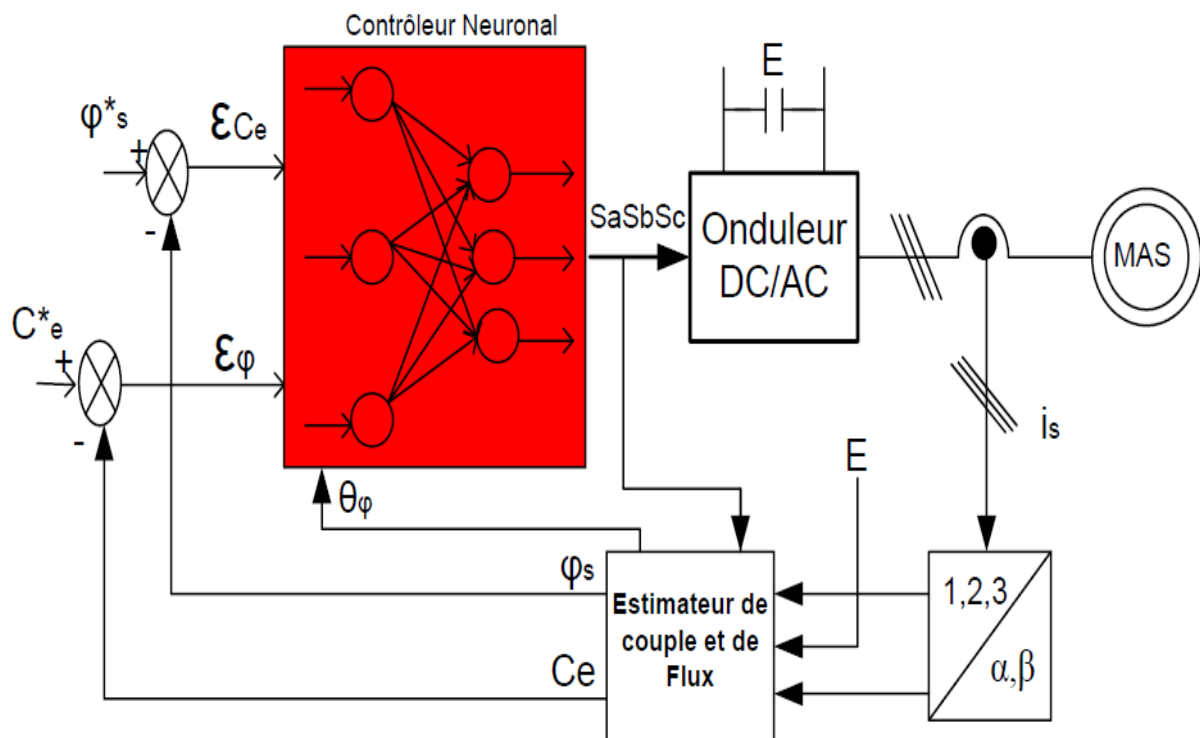 Contrôleur Neuronal
E
φ*s
+
-
εCe
SaSbSc
Onduleur
DC/AC
MAS
C*e
+
-
εφ
is
E
θφ
φs
Estimateur de
couple et de
Flux
1,2,3
α,β
Ce